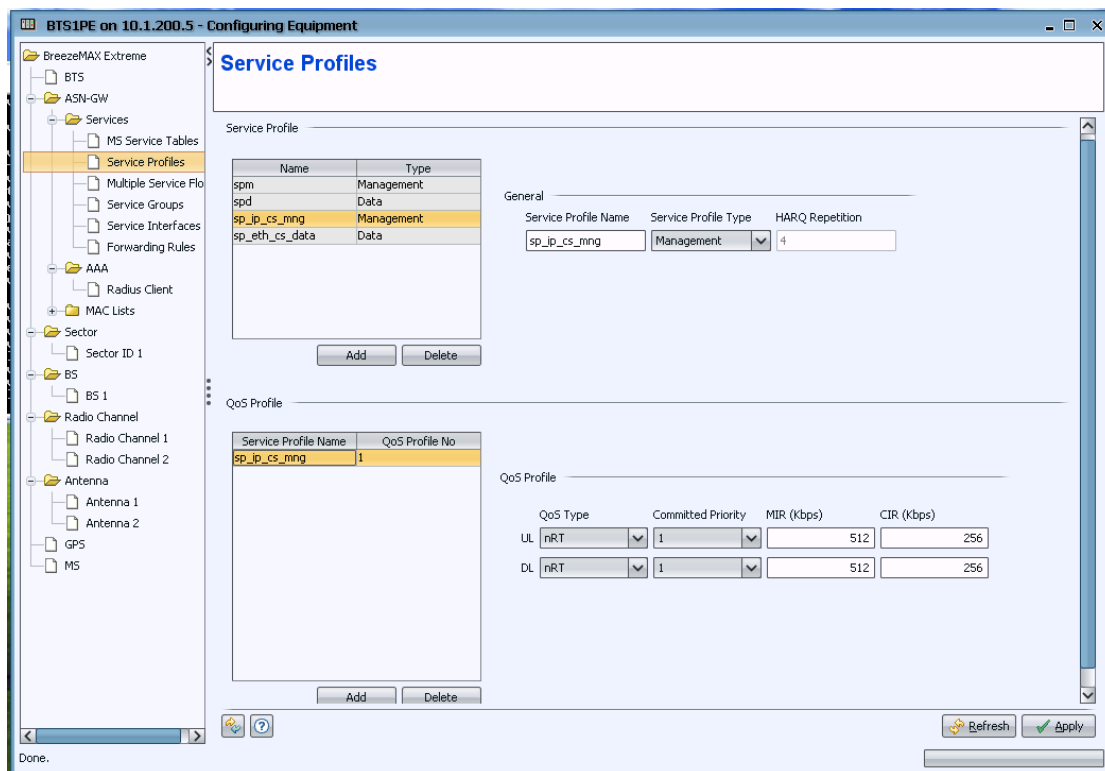 BTS1PE on 10.1.200.5 - Configuring Equipment
BreezeMAX Extreme
BTS
ASN-GW
Services
MS Service Tables
Service Profiles
Multiple Service Flo
Service Groups
Service Interfaces
Forwarding Rules
AAA
Radius Client
MAC Lists
Sector
Sector ID 1
BS
BS 1
Radio Channel
Radio Channel 1
Radio Channel 2
Antenna
Antenna 1
Antenna 2
GPS
MS
Service Profiles
Service Profile
Name Type
spm Management
spd Data
sp_ip_cs_mng Management
sp_eth_cs_data Data
Add Delete
General
Service Profile Name Service Profile Type HARQ Repetition
sp_ip_cs_mng Management 4
QoS Profile
Service Profile Name QoS Profile No
sp_ip_cs_mng 1
Add Delete
QoS Profile
QoS Type Committed Priority MIR (Kbps) CIR (Kbps)
UL nRT 1 512 256
DL nRT 1 512 256
Refresh Apply
Done.